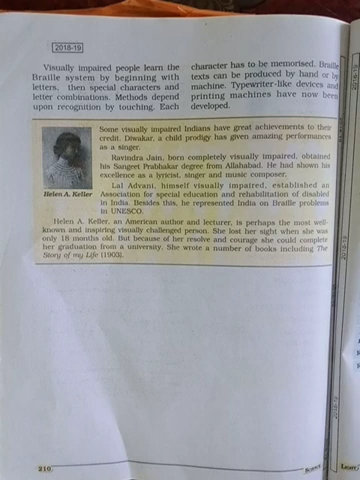 2018-19
Visually impaired people learn the
Braille system by beginning with
letters, then special characters and
letter combinations. Methods depend
upon recognition by touching. Each
character has to be memorised. Braille
texts can be produced by hand or by
machine. Typewriter-like devices and
printing machines have now been
developed.
Some visually impaired Indians have great achievements to their
credit. Diwakar, a child prodigy has given amazing performances
as a singer.
Ravindra Jain, born completely visually impaired, obtained
his Sangeet Prabhakar degree from Allahabad. He had shown his
excellence as a lyricist, singer and music composer.
Lal Advani, himself visually impaired, established an
Association for special education and rehabilitation of disabled
in India. Besides this, he represented India on Braille problems
in UNESCO.
Helen A. Keller
Helen A. Keller, an American author and lecturer, is perhaps the most well-
known and inspiring visually challenged person. She lost her sight when she was
only 18 months old. But because of her resolve and courage she could complete
her graduation from a university. She wrote a number of books including The
Story of my Life (1903).
210
Science
2018-19